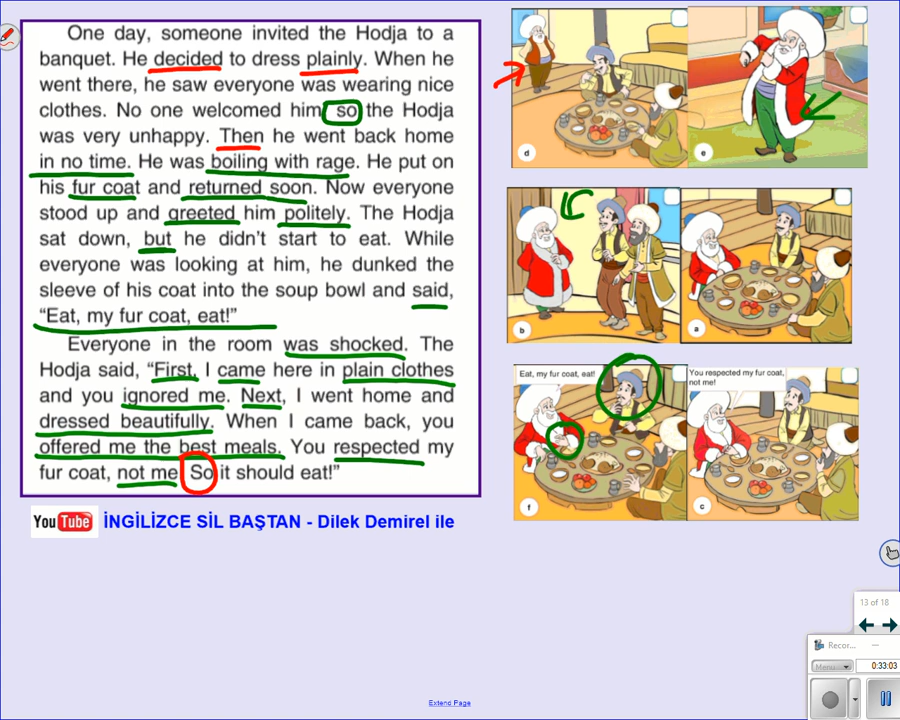 One day, someone invited the Hodja to a
banquet. He decided to dress plainly. When he
went there, he saw everyone was wearing nice
clothes. No one welcomed him so the Hodja
was very unhappy. Then he went back home
in no time. He was boiling with rage. He put on
his fur coat and returned soon. Now everyone
stood up and greeted him politely. The Hodja
sat down, but he didn't start to eat. While
everyone was looking at him, he dunked the
sleeve of his coat into the soup bowl and said,
“Eat, my fur coat, eat!”
Everyone in the room was shocked. The
Hodja said, “First, I came here in plain clothes
and you ignored me. Next, I went home and
dressed beautifully. When I came back, you
offered me the best meals. You respected my
fur coat, not me So it should eat!”
YouTube İNGİLİZCE SİL BAŞTAN - Dilek Demirel ile
d
e
b
a
Eat, my fur coat, eat!
f
You respected my fur coat,
not me!
c
13 of 18
Recor...
Menu
0:33:03
Extend Page